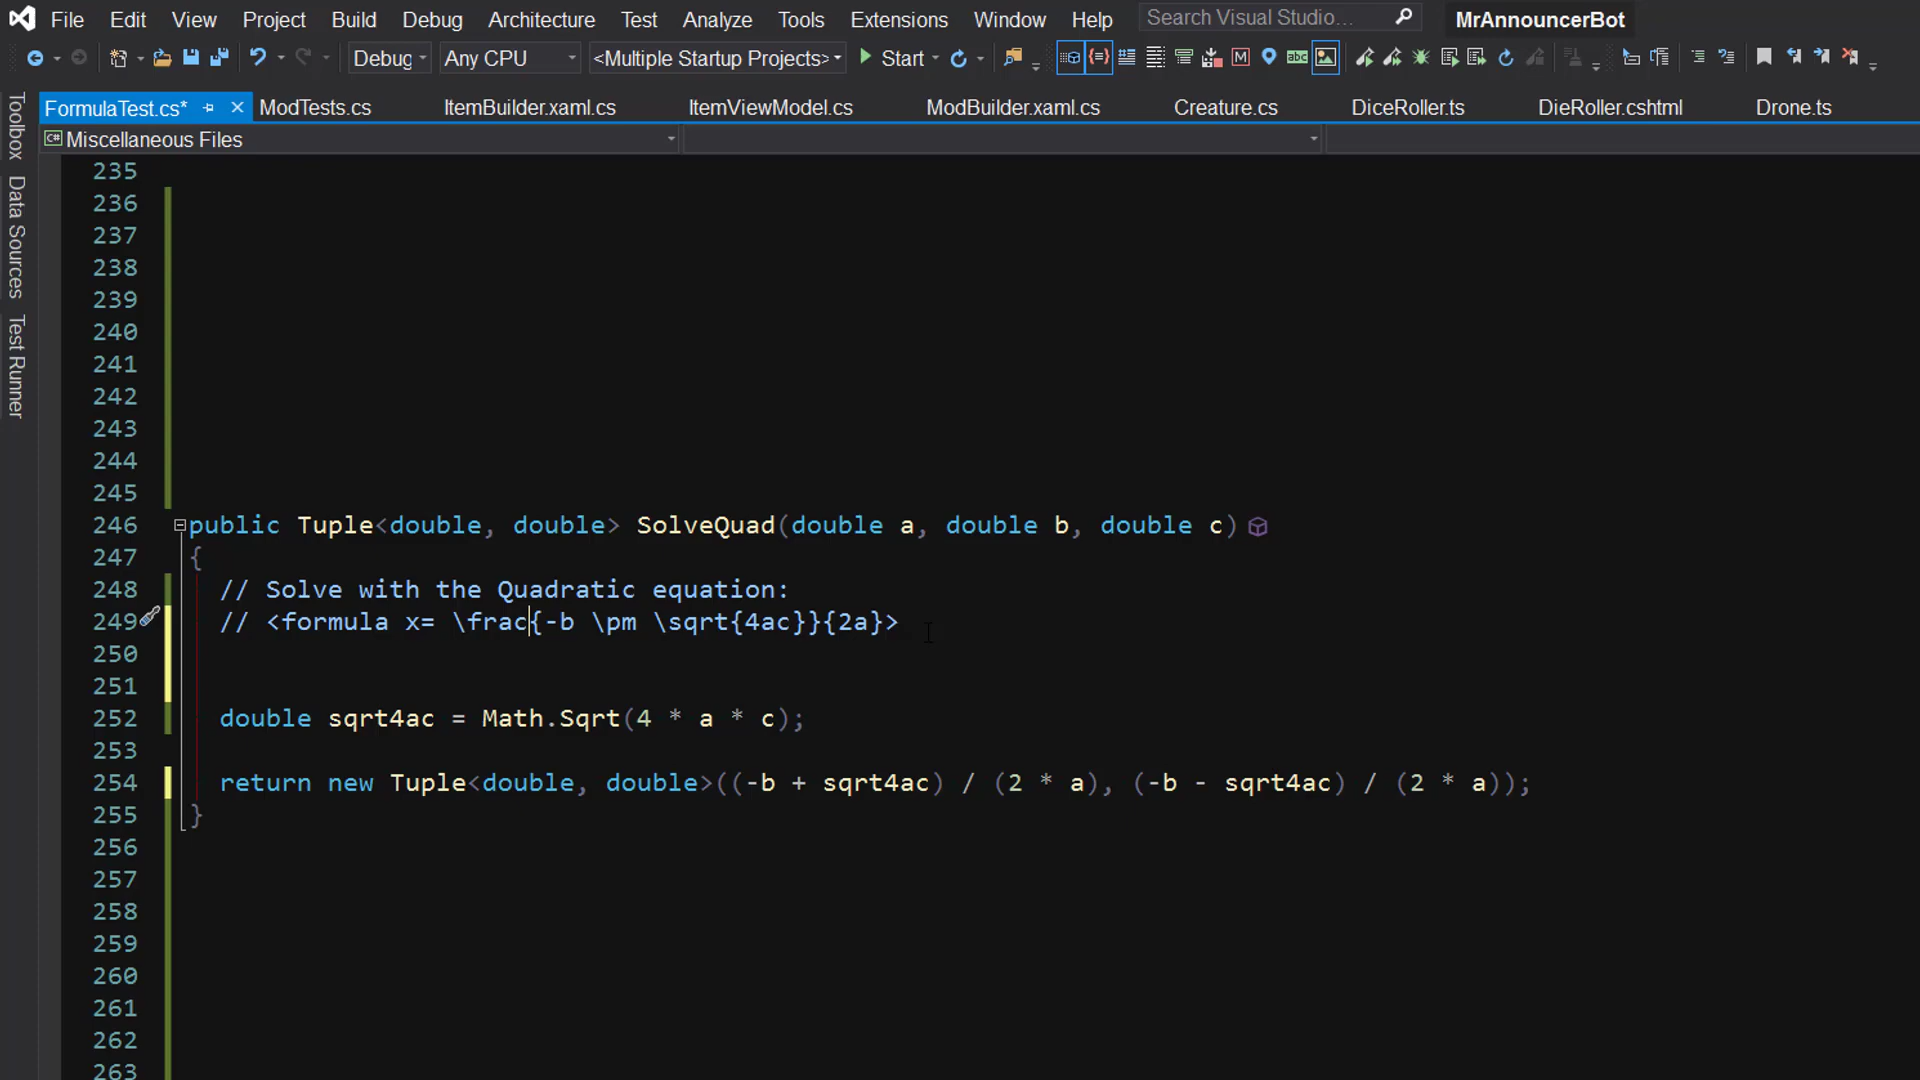 File Edit View Project Build Debug Architecture Test Analyze Tools Extensions Window Help Search Visual Studio... MrAnnouncerBot
Debug Any CPU <Multiple Startup Projects> Start
FormulaTest.cs* ModTests.cs ItemBuilder.xaml.cs ItemViewModel.cs ModBuilder.xaml.cs Creature.cs DiceRoller.ts DieRoller.cshtml Drone.ts
C# Miscellaneous Files
Toolbox
Data Sources
Test Runner
235
236
237
238
239
240
241
242
243
244
245
246 public Tuple<double, double> SolveQuad(double a, double b, double c)
247 {
248 // Solve with the Quadratic equation:
249 // <formula x= \frac{-b \pm \sqrt{4ac}}{2a}>
250
251
252 double sqrt4ac = Math.Sqrt(4 * a * c);
253
254 return new Tuple<double, double>((-b + sqrt4ac) / (2 * a), (-b - sqrt4ac) / (2 * a));
255 }
256
257
258
259
260
261
262
263